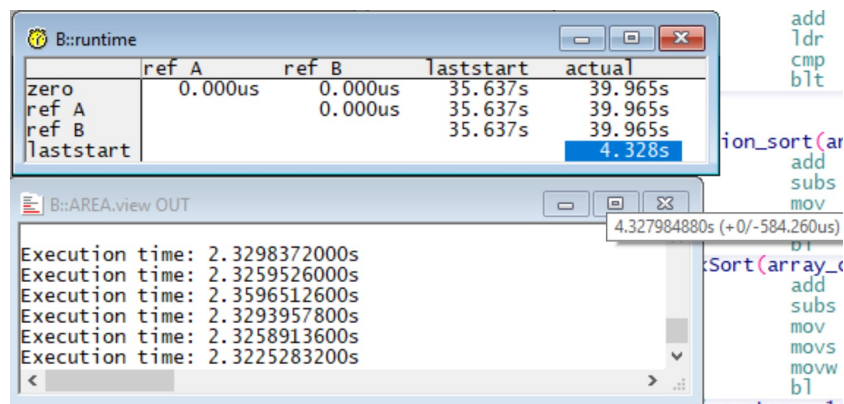 B::runtime
ref A ref B laststart actual
zero 0.000us 0.000us 35.637s 39.965s
ref A 0.000us 35.637s 39.965s
ref B 35.637s 39.965s
laststart 4.328s
B::AREA.view OUT
4.327984880s (+0/-584.260us)
Execution time: 2.3298372000s
Execution time: 2.3259526000s
Execution time: 2.3596512600s
Execution time: 2.3293957800s
Execution time: 2.3258913600s
Execution time: 2.3225283200s
add
ldr
cmp
blt
ion_sort(ar
add
subs
mov
bl
Sort(array_
add
subs
mov
movs
movw
bl